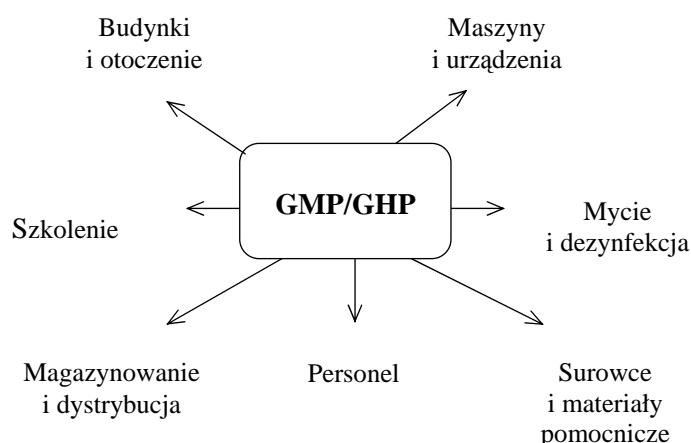 Budynki
i otoczenie
Maszyny
i urządzenia
GMP/GHP
Szkolenie
Mycie
i dezynfekcja
Magazynowanie
i dystrybucja
Personel
Surowce
i materiały
pomocnicze